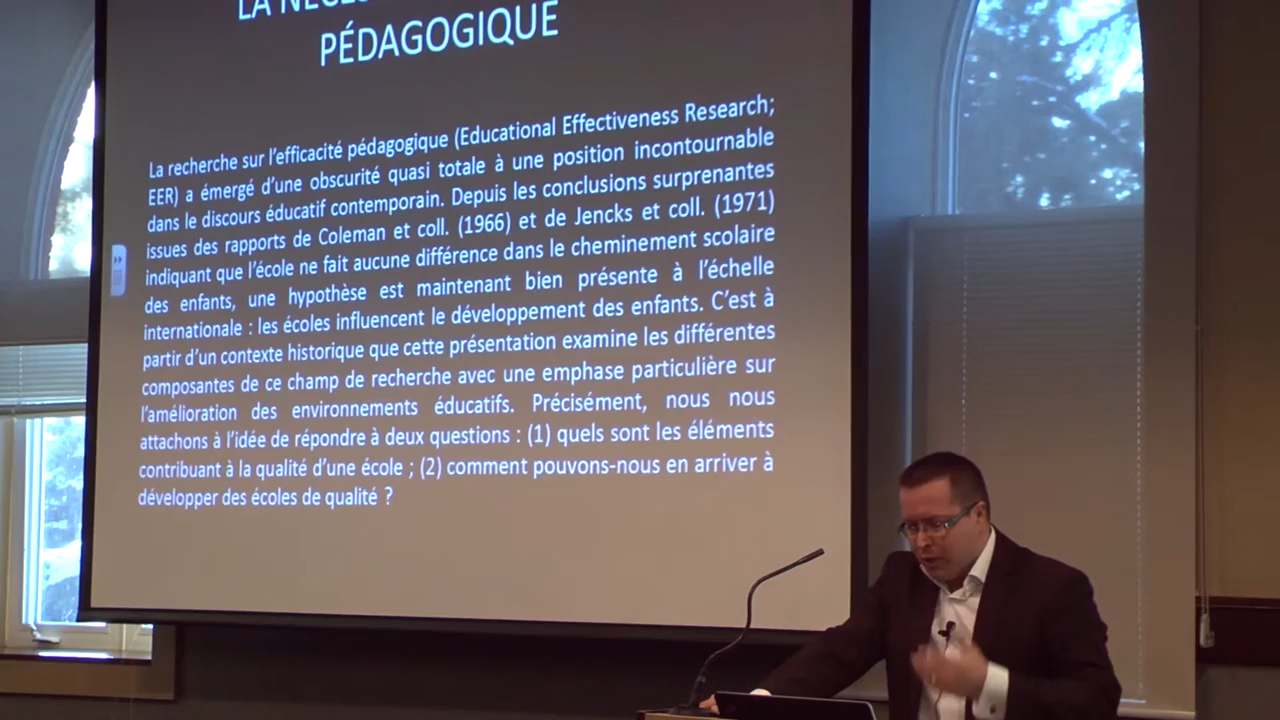 LA
PÉDAGOGIQUE
La recherche sur l’efficacité pédagogique (Educational Effectiveness Research;
EER) a émergé d’une obscurité quasi totale à une position incontournable
dans le discours éducatif contemporain. Depuis les conclusions surprenantes
issues des rapports de Coleman et coll. (1966) et de Jencks et coll. (1971)
indiquant que l’école ne fait aucune différence dans le cheminement scolaire
des enfants, une hypothèse est maintenant bien présente à l’échelle
internationale : les écoles influencent le développement des enfants. C’est à
partir d’un contexte historique que cette présentation examine les différentes
composantes de ce champ de recherche avec une emphase particulière sur
l’amélioration des environnements éducatifs. Précisément, nous nous
attachons à l’idée de répondre à deux questions : (1) quels sont les éléments
contribuant à la qualité d’une école ; (2) comment pouvons-nous en arriver à
développer des écoles de qualité ?